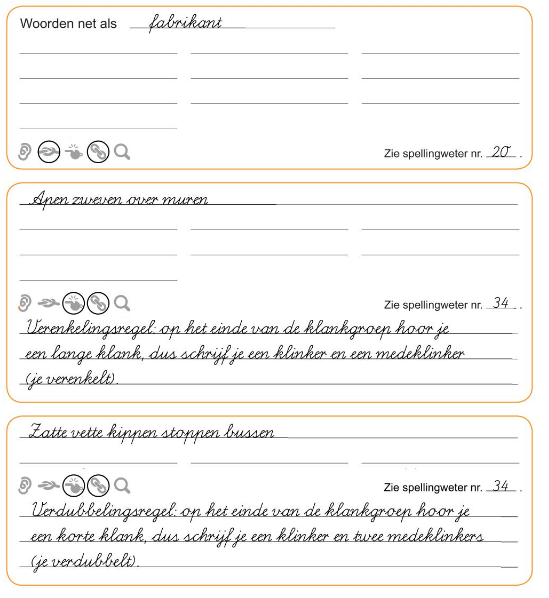 Woorden net als fabrikant
Zie spellingweter nr. 20 .
Apen zweven over muren
Zie spellingweter nr. 34 .
Verenkelingsregel: op het einde van de klankgroep hoor je
een lange klank, dus schrijf je een klinker en een medeklinker
(je verenkelt).
Zatte vette kippen stoppen bussen
Zie spellingweter nr. 34 .
Verdubbelingsregel: op het einde van de klankgroep hoor je
een korte klank, dus schrijf je een klinker en twee medeklinkers
(je verdubbelt).